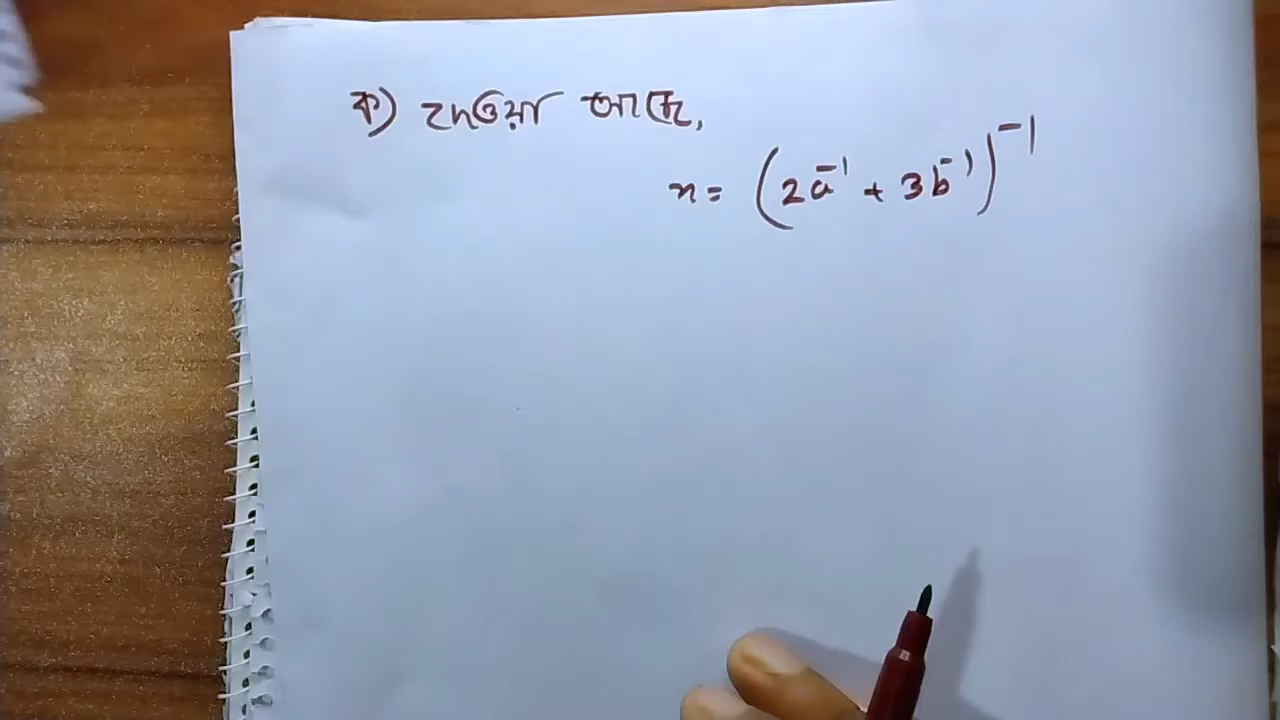 ক) দেওয়া আছে,
x = (2a⁻¹ + 3b⁻¹)⁻¹